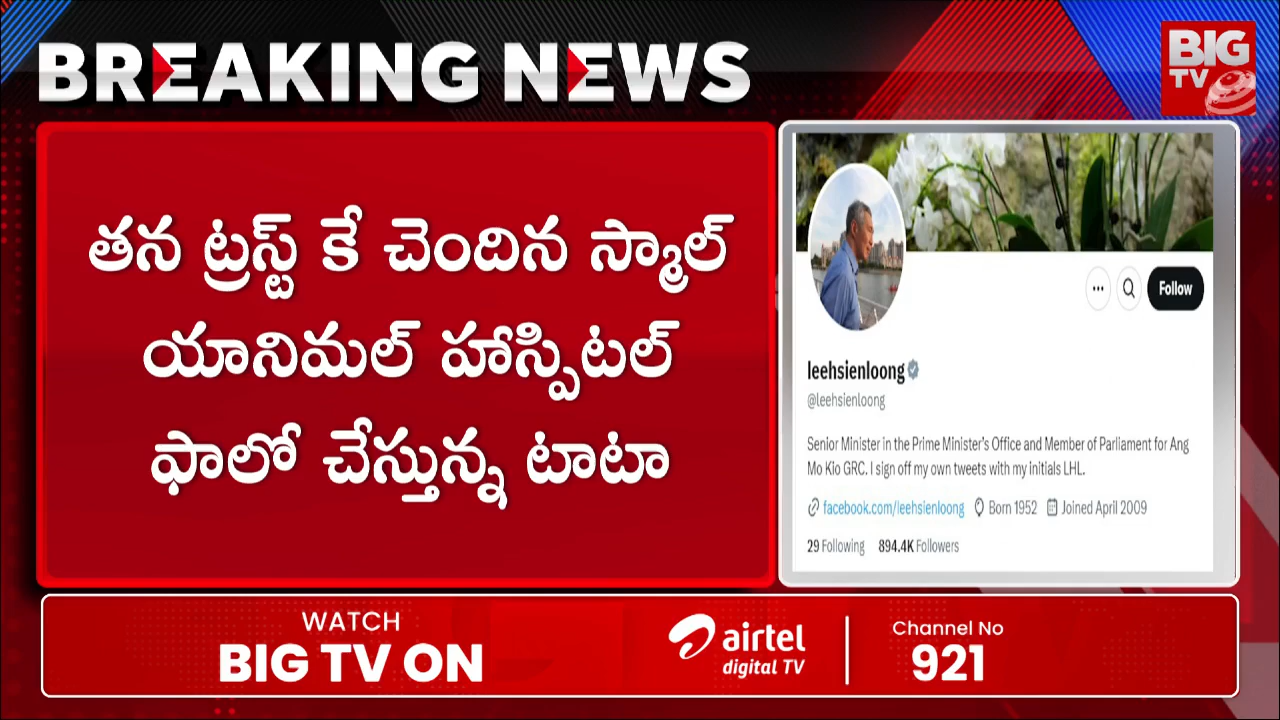 BREAKING NEWS
BIG
TV
తన ట్రస్ట్ కే చెందిన స్మాల్
యానిమల్ హాస్పిటల్
ఫాలో చేస్తున్న టాటా
Follow
leehsienloong
@leehsienloong
Senior Minister in the Prime Minister's Office and Member of Parliament for Ang
Mo Kio GRC. I sign off my own tweets with my initials LHL.
facebook.com/leehsienloong Born 1952 Joined April 2009
29 Following 894.4K Followers
WATCH
BIG TV ON
airtel
digital TV
Channel No
921